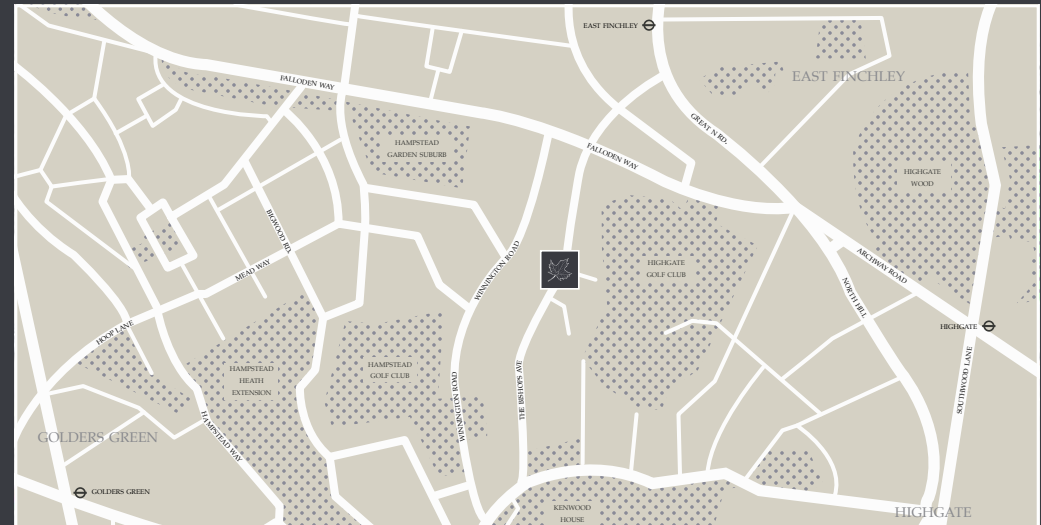 EAST FINCHLEY
EAST FINCHLEY
FALLODEN WAY
GREAT N RD.
HAMPSTEAD
GARDEN SUBURB
FALLODEN WAY
HIGHGATE
WOOD
BIGWOOD RD.
MEAD WAY
WINNINGTON ROAD
HIGHGATE
GOLF CLUB
ARCHWAY ROAD
NORTH HILL
HOOP LANE
HIGHGATE
HAMPSTEAD
HEATH
EXTENSION
HAMPSTEAD
GOLF CLUB
WINNINGTON ROAD
THE BISHOPS AVE
SOUTHWOOD LANE
GOLDERS GREEN
HAMPSTEAD WAY
GOLDERS GREEN
KENWOOD
HOUSE
HIGHGATE